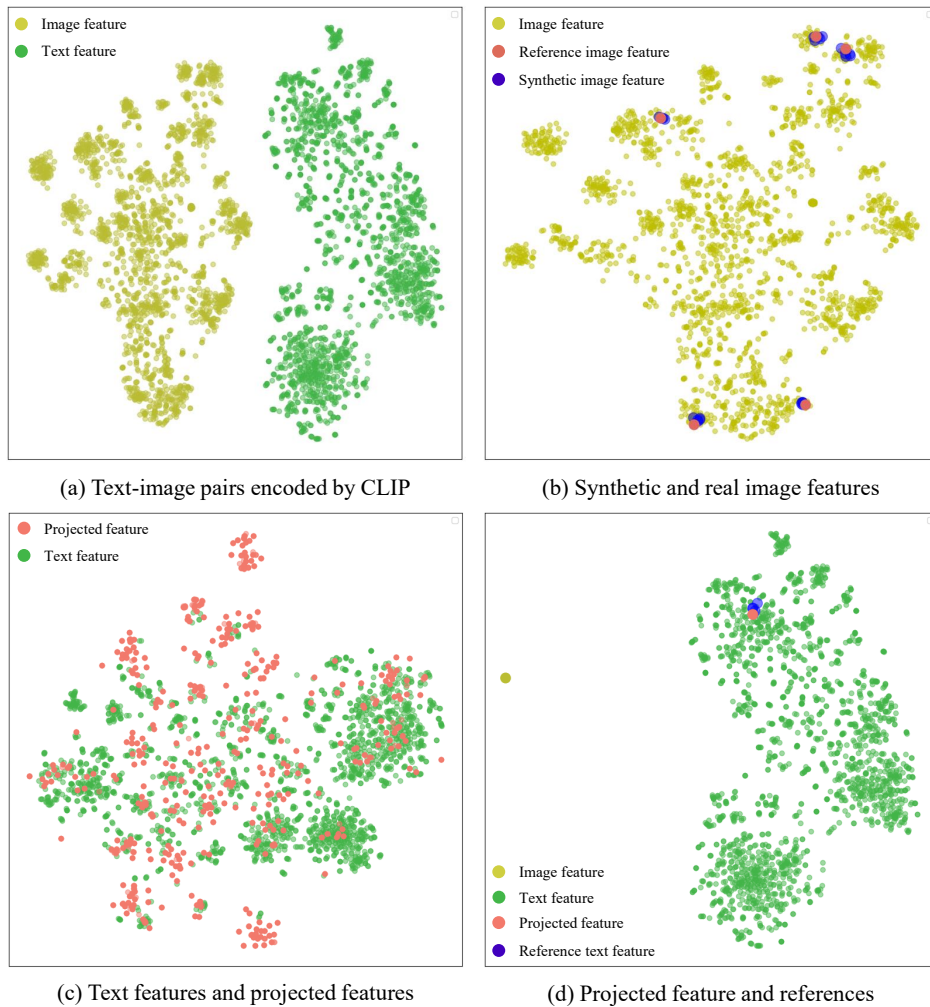 Image feature
Text feature
(a) Text-image pairs encoded by CLIP
Image feature
Reference image feature
Synthetic image feature
(b) Synthetic and real image features
Projected feature
Text feature
(c) Text features and projected features
Image feature
Text feature
Projected feature
Reference text feature
(d) Projected feature and references